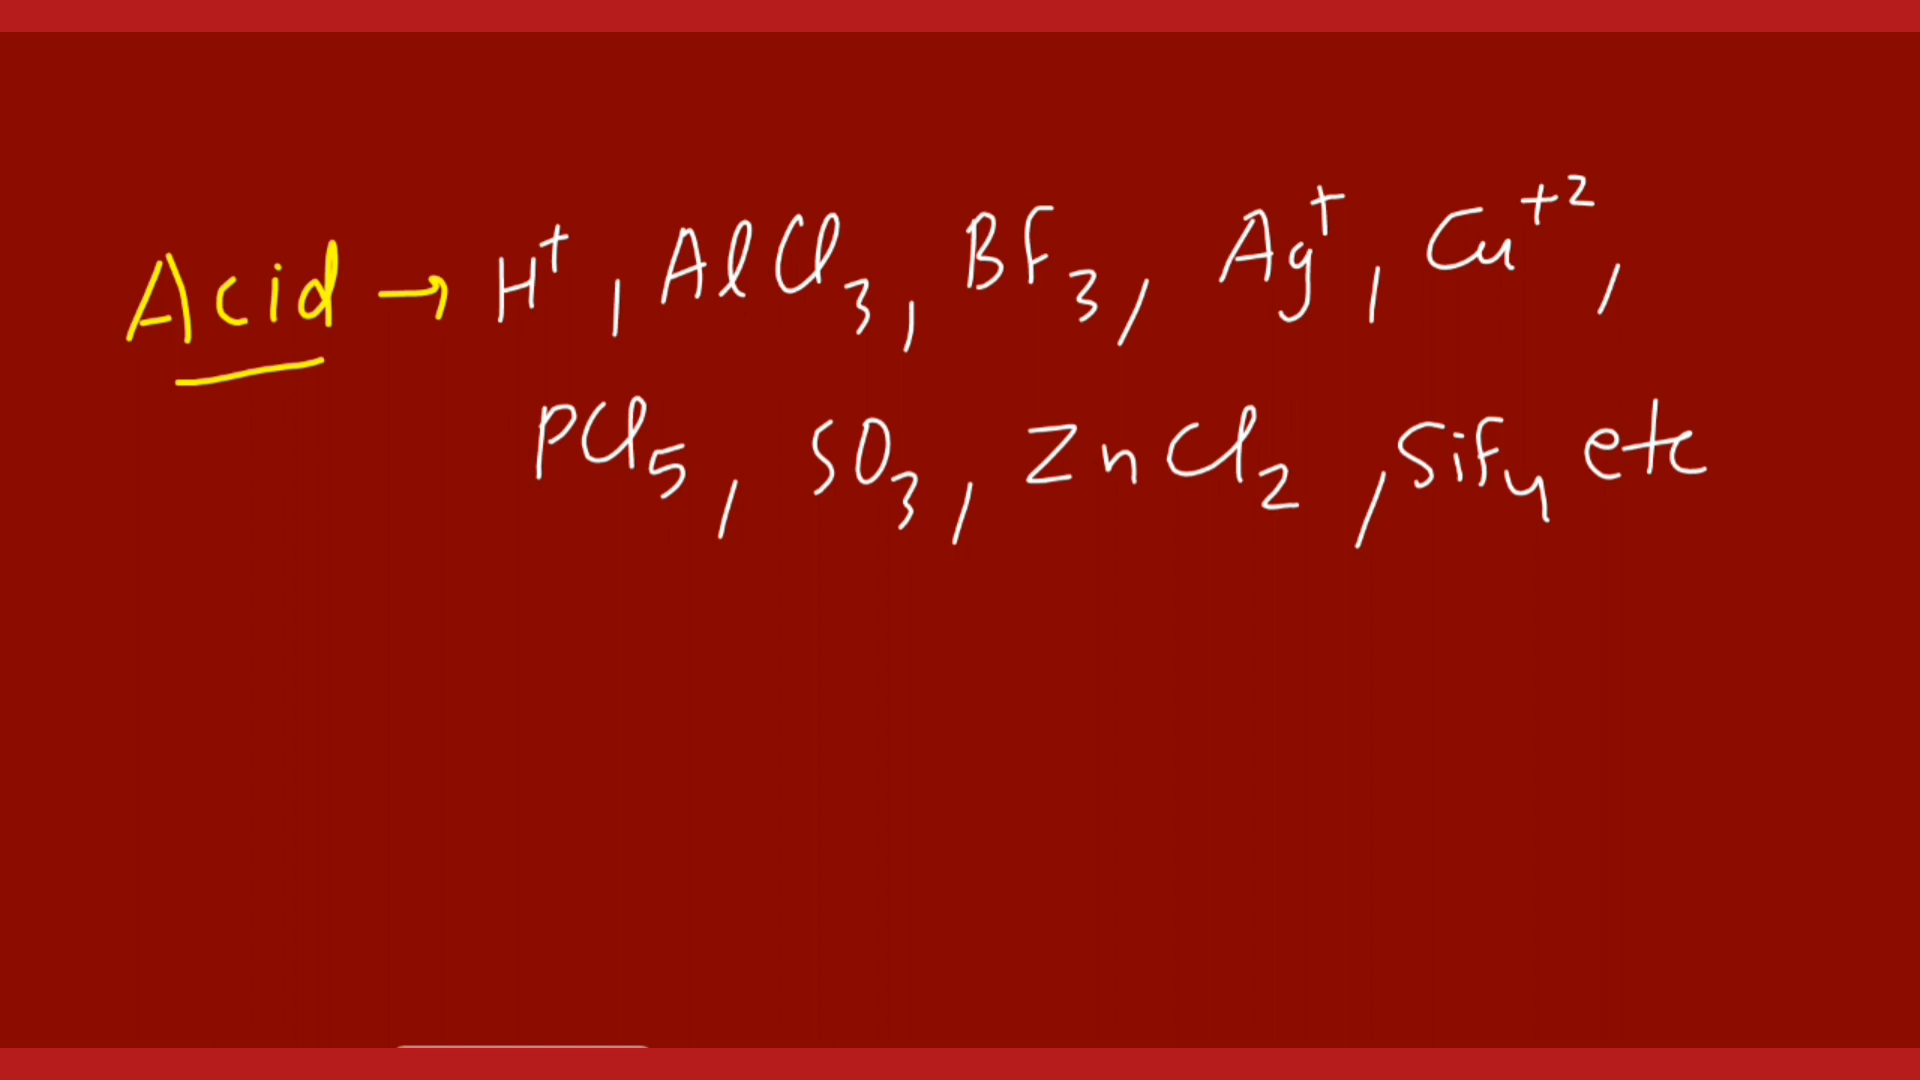 Acid → H⁺, AlCl₃, BF₃, Ag⁺, Cu⁺²,
PCl₅, SO₃, ZnCl₂, SiF₄ etc